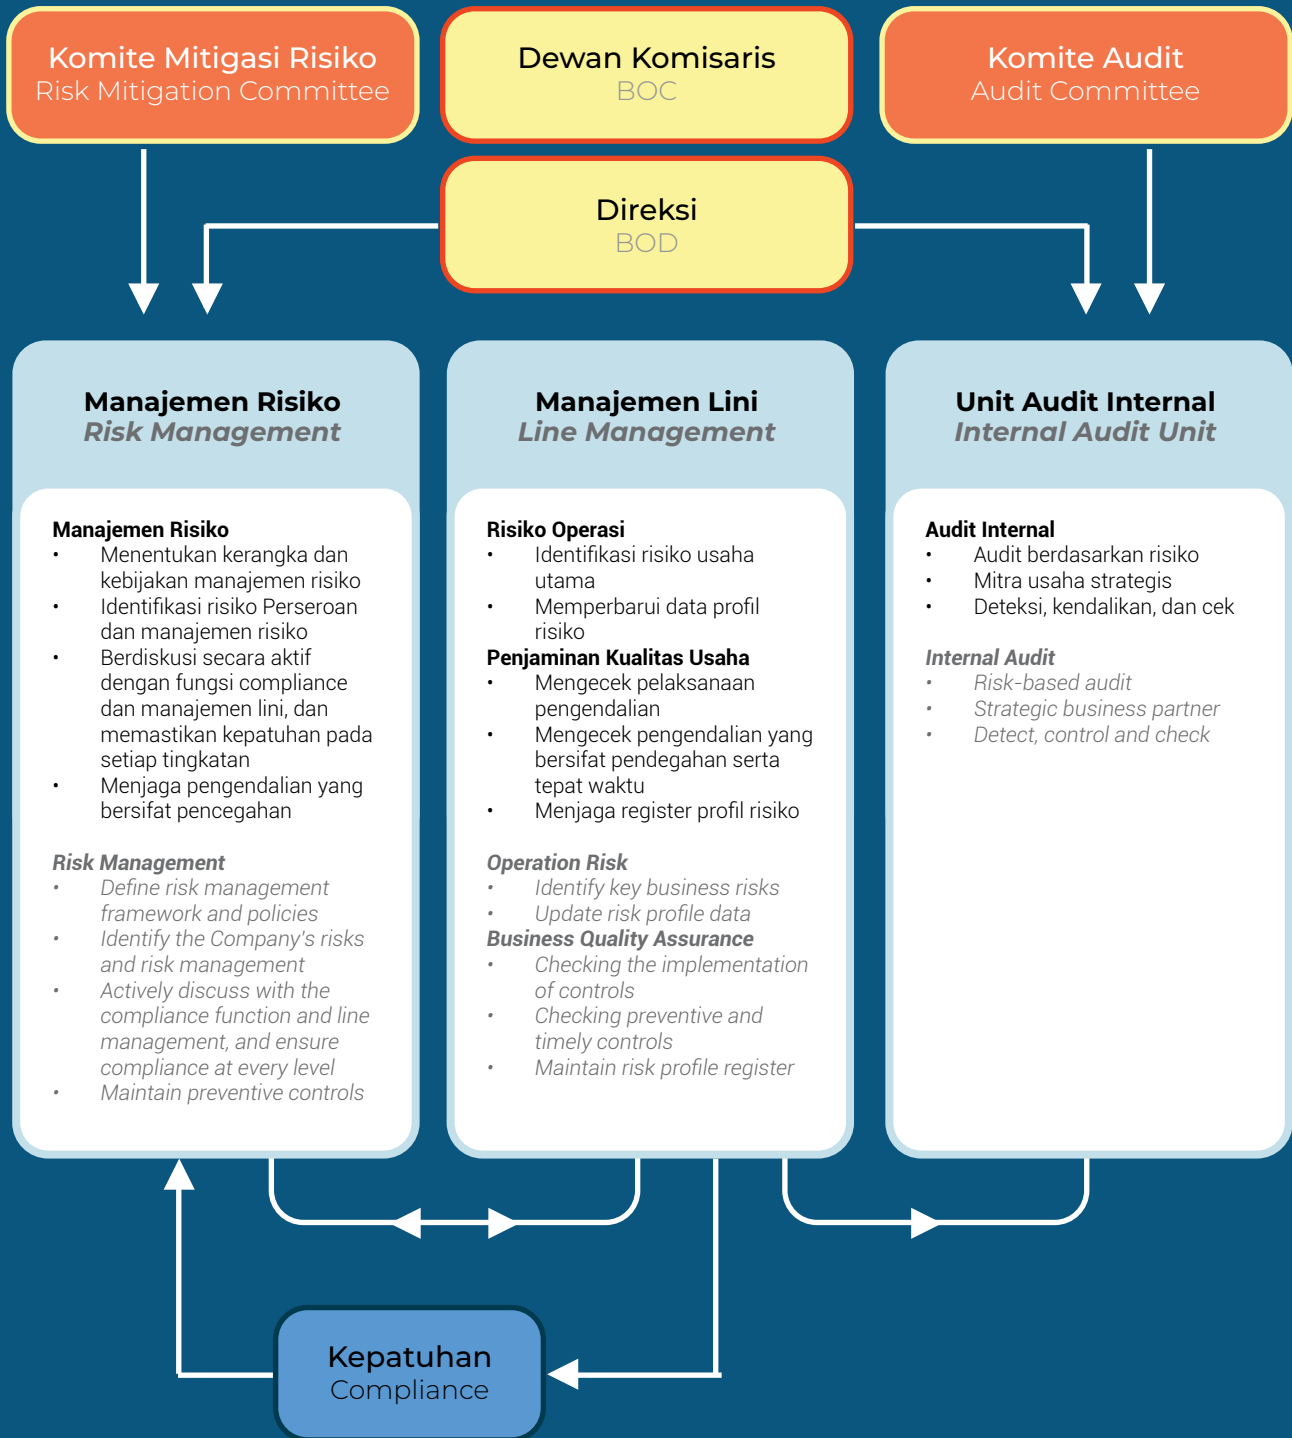 Komite Mitigasi Risiko
Risk Mitigation Committee
Dewan Komisaris
BOC
Komite Audit
Audit Committee
Direksi
BOD
Manajemen Risiko
Risk Management
Manajemen Risiko
• Menentukan kerangka dan
kebijakan manajemen risiko
• Identifikasi risiko Perseroan
dan manajemen risiko
• Berdiskusi secara aktif
dengan fungsi compliance
dan manajemen lini, dan
memastikan kepatuhan pada
setiap tingkatan
• Menjaga pengendalian yang
bersifat pencegahan
Risk Management
• Define risk management
framework and policies
• Identify the Company's risks
and risk management
• Actively discuss with the
compliance function and line
management, and ensure
compliance at every level
• Maintain preventive controls
Manajemen Lini
Line Management
Risiko Operasi
• Identifikasi risiko usaha
utama
• Memperbarui data profil
risiko
Penjaminan Kualitas Usaha
• Mengecek pelaksanaan
pengendalian
• Mengecek pengendalian yang
bersifat pendegahan serta
tepat waktu
• Menjaga register profil risiko
Operation Risk
• Identify key business risks
• Update risk profile data
Business Quality Assurance
• Checking the implementation
of controls
• Checking preventive and
timely controls
• Maintain risk profile register
Unit Audit Internal
Internal Audit Unit
Audit Internal
• Audit berdasarkan risiko
• Mitra usaha strategis
• Deteksi, kendalikan, dan cek
Internal Audit
• Risk-based audit
• Strategic business partner
• Detect, control and check
Kepatuhan
Compliance